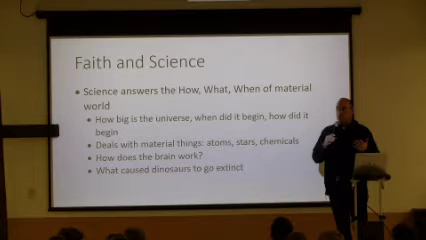 Faith and Science
• Science answers the How, What, When of material
world
• How big is the universe, when did it begin, how did it
begin
• Deals with material things: atoms, stars, chemicals
• How does the brain work?
• What caused dinosaurs to go extinct